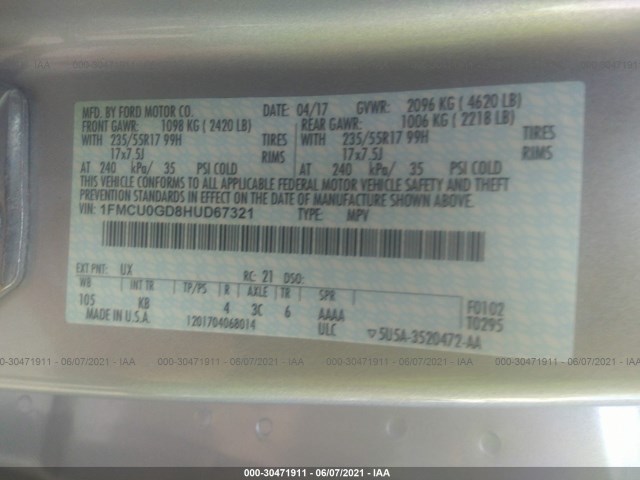 MFD. BY FORD MOTOR CO. DATE: 04/17 GVWR: 2096 KG ( 4620 LB)
FRONT GAWR: 1098 KG ( 2420 LB) REAR GAWR: 1006 KG ( 2218 LB)
WITH 235/55R17 99H TIRES WITH 235/55R17 99H TIRES
17x7.5J RIMS 17x7.5J RIMS
AT 240 kPa/ 35 PSI COLD AT 240 kPa/ 35 PSI COLD
THIS VEHICLE CONFORMS TO ALL APPLICABLE FEDERAL MOTOR VEHICLE SAFETY AND THEFT
PREVENTION STANDARDS IN EFFECT ON THE DATE OF MANUFACTURE SHOWN ABOVE.
VIN: 1FMCU0GD8HUD67321 TYPE: MPV
EXT PNT: UX RC: 21 DSO:
WB INT TR TP/PS R AXLE TR SPR
105 KB 4 3C 6 AAAA F0102
MADE IN U.S.A. 1201704068014 ULC T0295
5U5A-3520472-AA
000-30471911 - 06/07/2021 - IAA
000-30471911 - 06/07/2021 - IAA
000-30471911 - 06/07/2021 - IAA
000-30471911 - 06/07/2021 - IAA